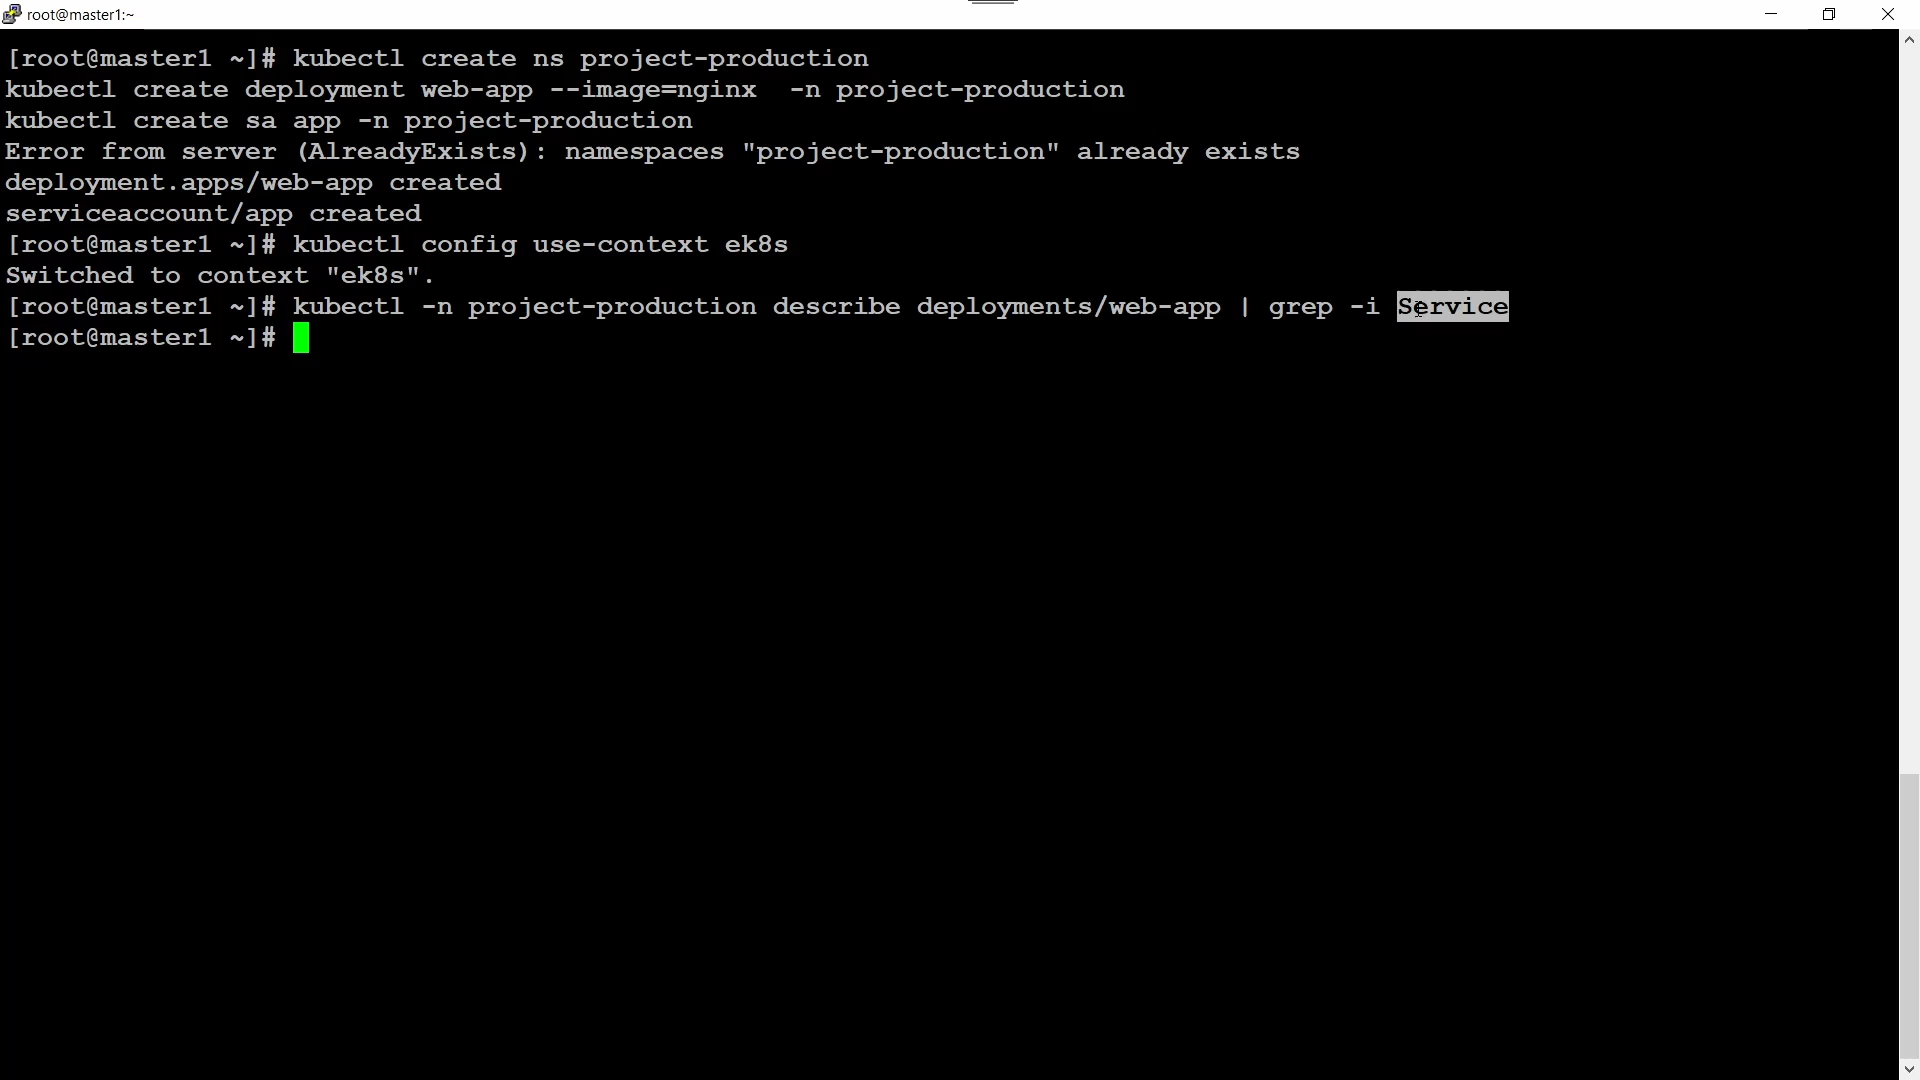 root@master1:~
[root@master1 ~]# kubectl create ns project-production
kubectl create deployment web-app --image=nginx  -n project-production
kubectl create sa app -n project-production
Error from server (AlreadyExists): namespaces "project-production" already exists
deployment.apps/web-app created
serviceaccount/app created
[root@master1 ~]# kubectl config use-context ek8s
Switched to context "ek8s".
[root@master1 ~]# kubectl -n project-production describe deployments/web-app | grep -i Service
[root@master1 ~]#